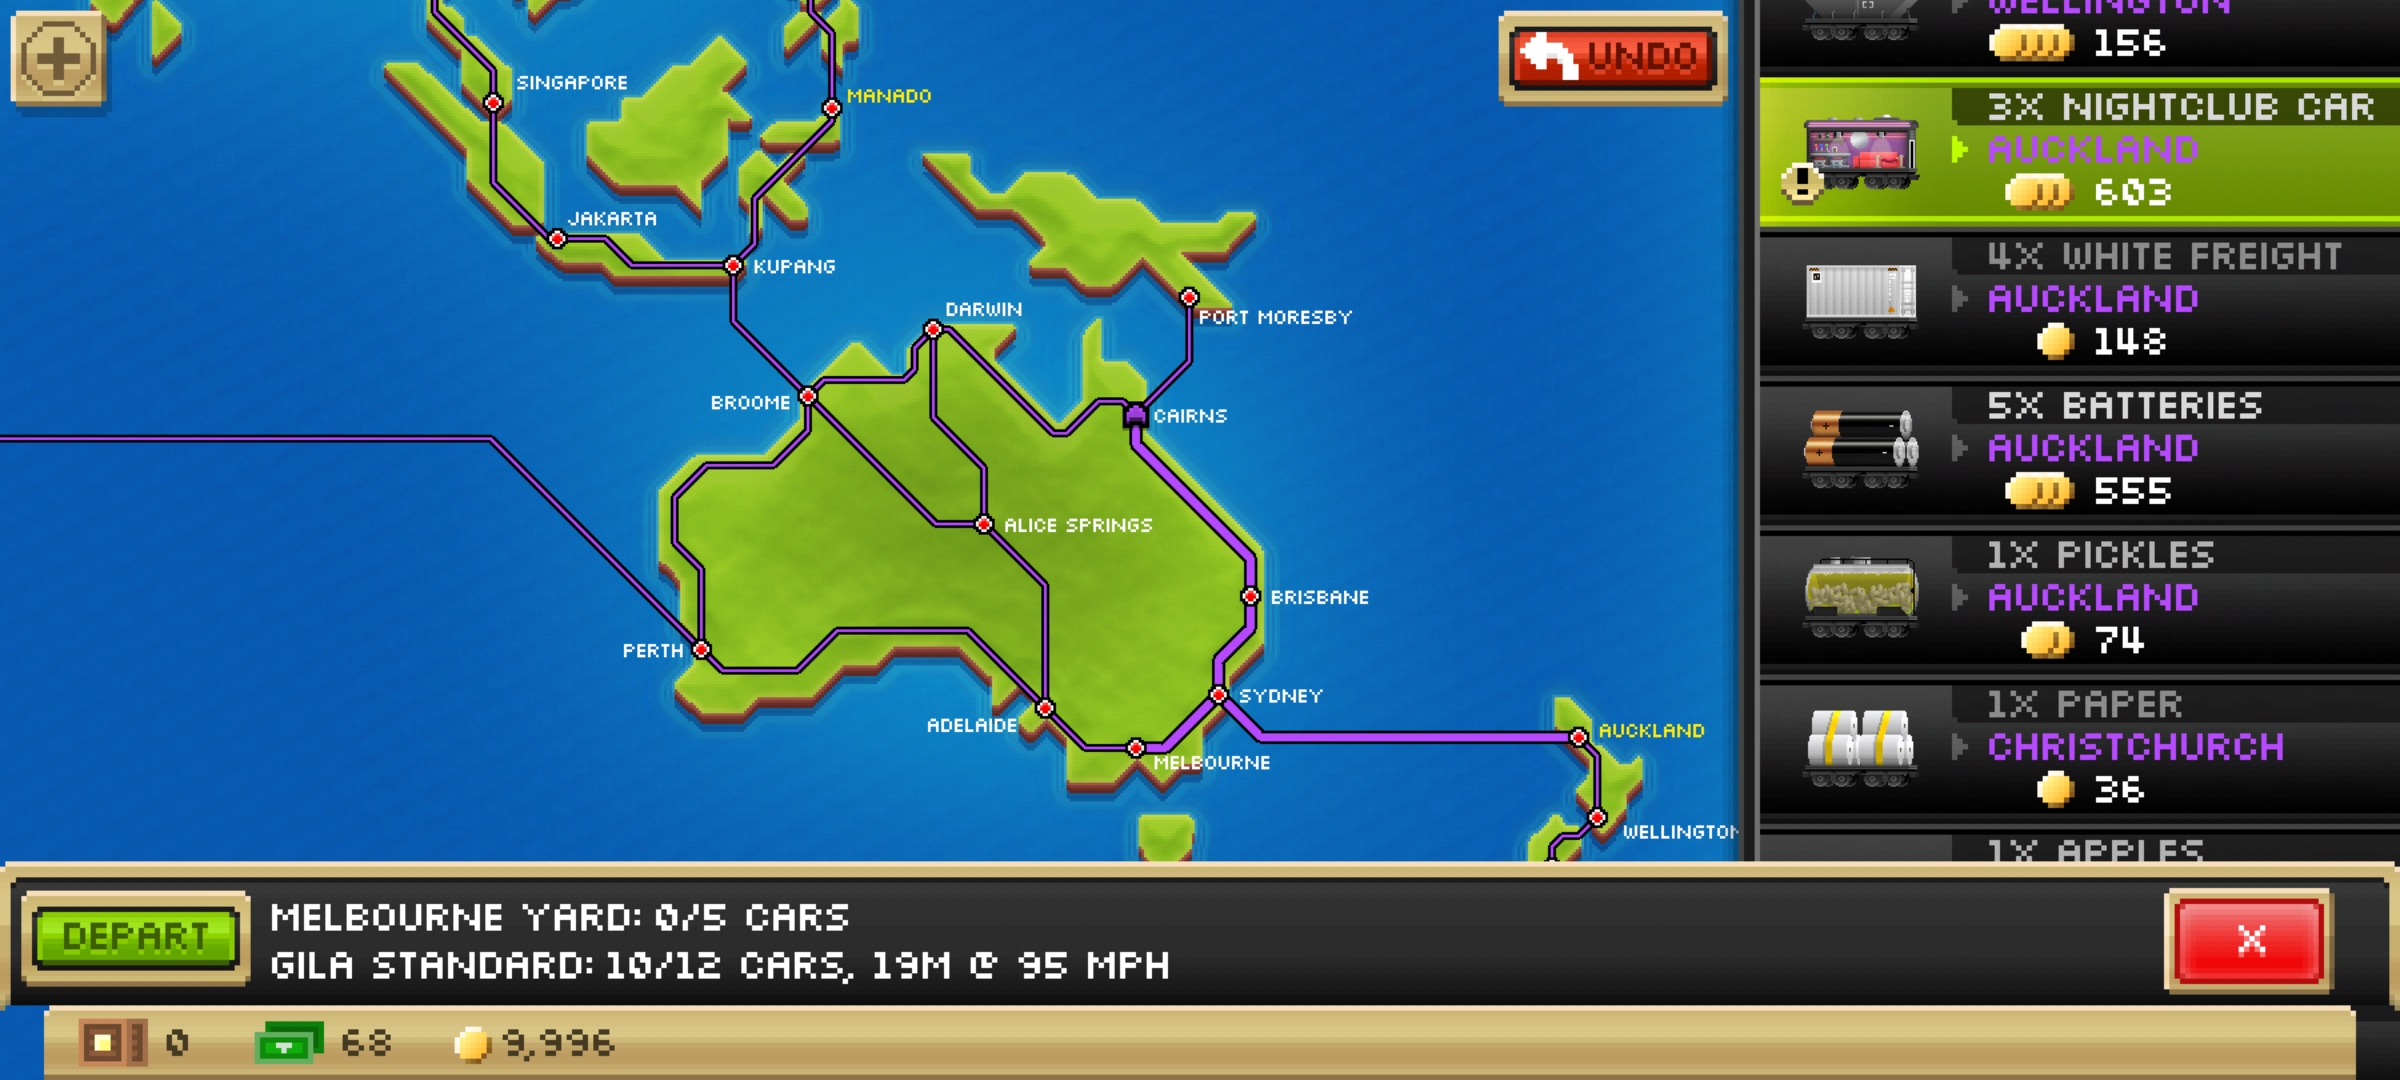 SINGAPORE
MANADO
JAKARTA
KUPANG
DARWIN
PORT MORESBY
BROOME
CAIRNS
ALICE SPRINGS
BRISBANE
PERTH
SYDNEY
ADELAIDE
AUCKLAND
MELBOURNE
WELLINGTON
UNDO
WELLINGTON
156
3X NIGHTCLUB CAR
AUCKLAND
603
4X WHITE FREIGHT
AUCKLAND
148
5X BATTERIES
AUCKLAND
555
1X PICKLES
AUCKLAND
74
1X PAPER
CHRISTCHURCH
36
1X APPLES
DEPART
MELBOURNE YARD: 0/5 CARS
GILA STANDARD: 10/12 CARS, 19M @ 95 MPH
X
0
68
9,996